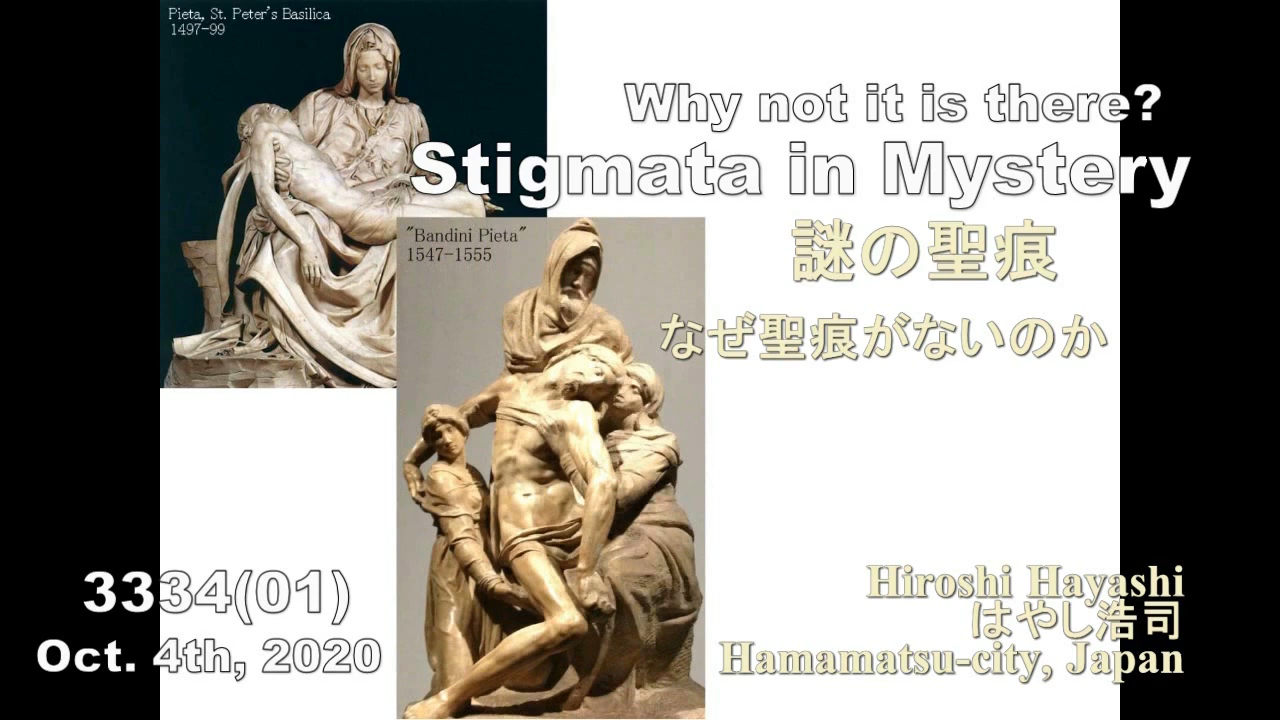 Pieta, St. Peter's Basilica
1497-99
Why not it is there?
Stigmata in Mystery
謎の聖痕
なぜ聖痕がないのか
"Bandini Pieta"
1547-1555
3334(01)
Oct. 4th, 2020
Hiroshi Hayashi
はやし浩司
Hamamatsu-city, Japan